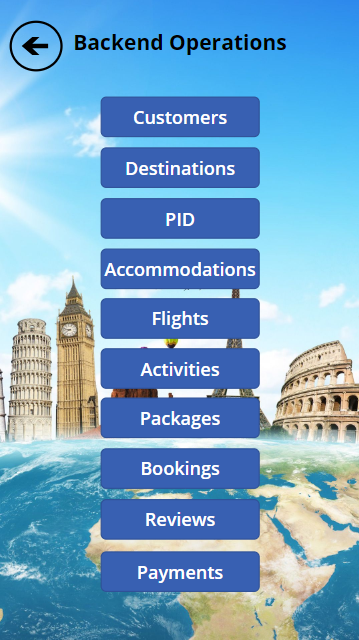 Backend Operations
Customers
Destinations
PID
Accommodations
Flights
Activities
Packages
Bookings
Reviews
Payments